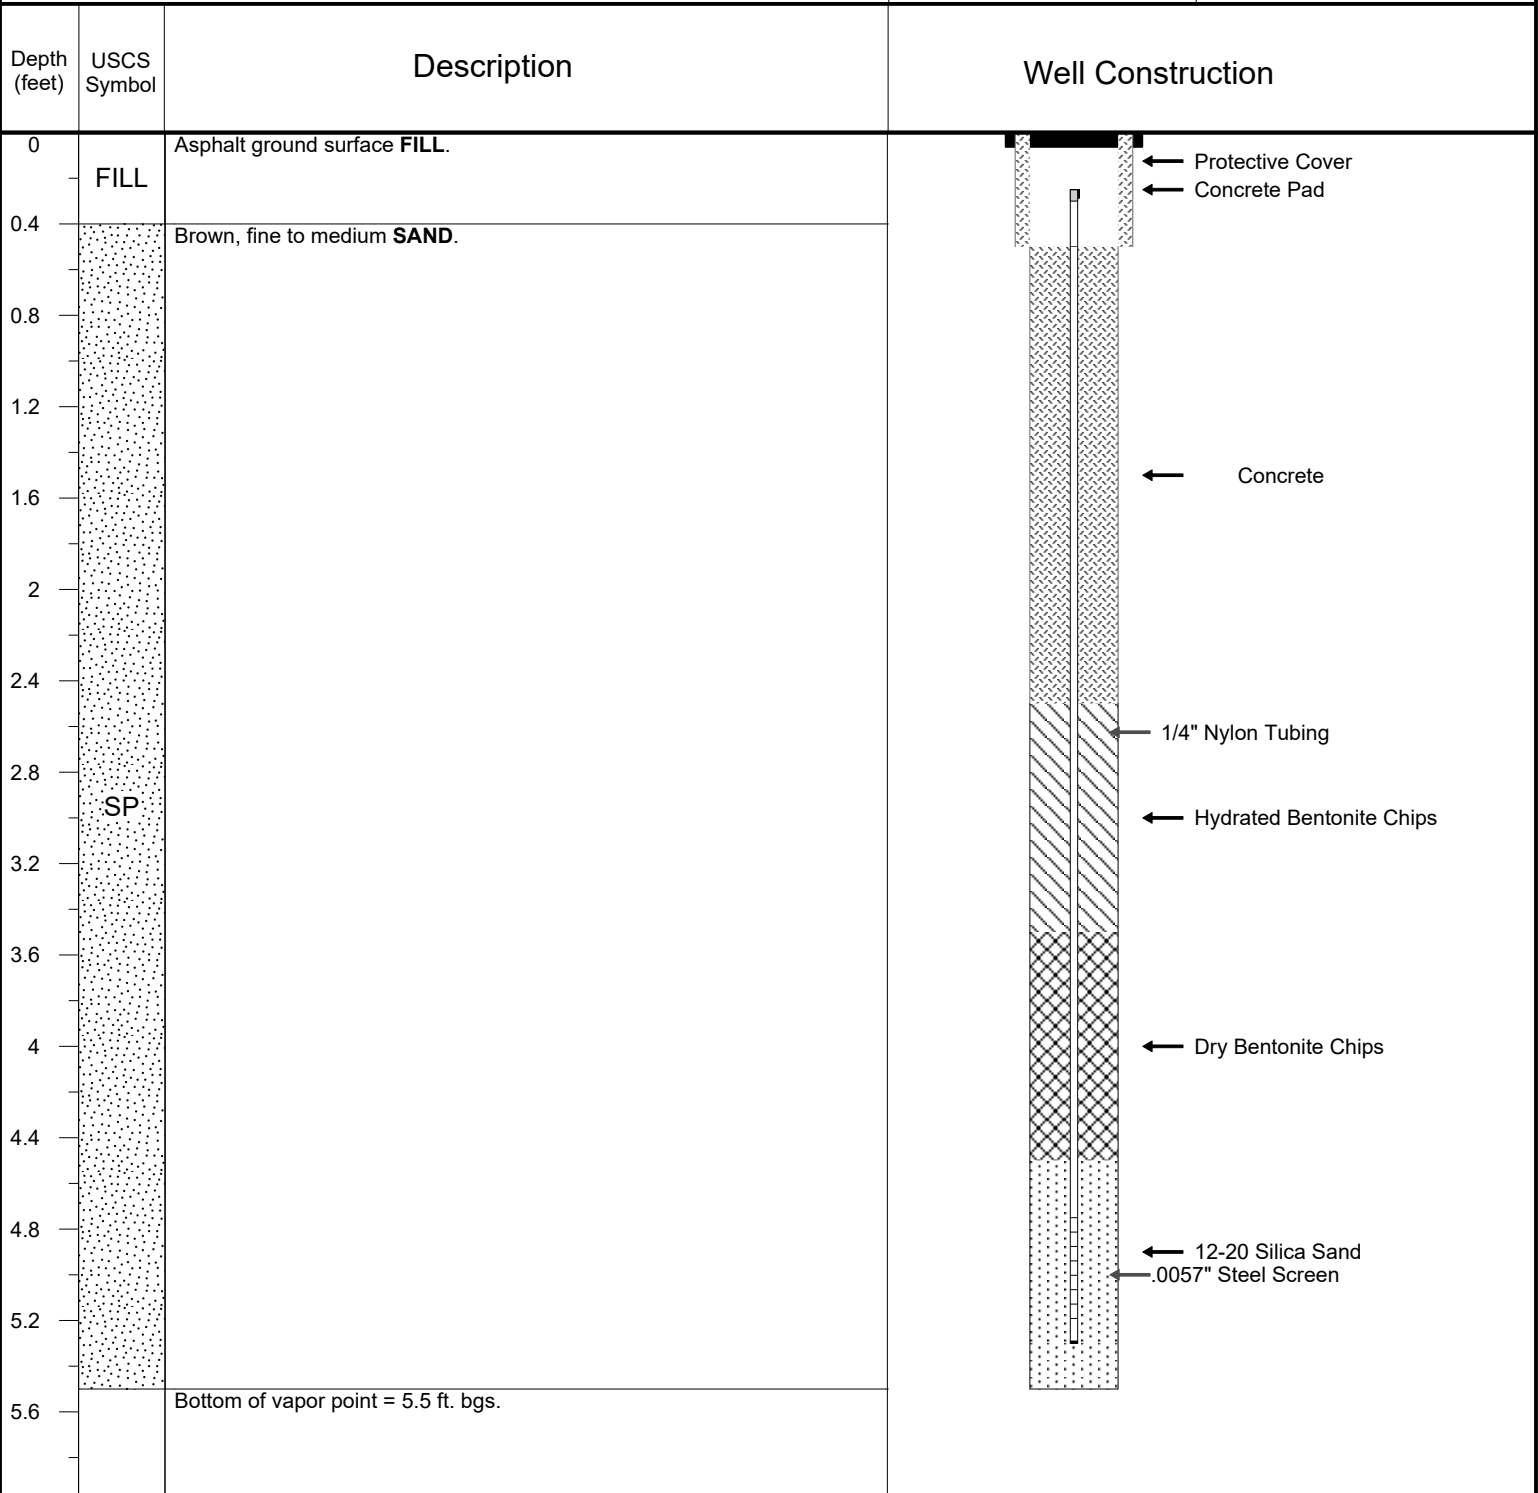 Depth
(feet)
USCS
Symbol
Description
Well Construction
0
Asphalt ground surface FILL.
FILL
Protective Cover
Concrete Pad
0.4
Brown, fine to medium SAND.
0.8
1.2
Concrete
1.6
2
2.4
1/4" Nylon Tubing
2.8
SP
Hydrated Bentonite Chips
3.2
3.6
4
Dry Bentonite Chips
4.4
4.8
12-20 Silica Sand
.0057" Steel Screen
5.2
Bottom of vapor point = 5.5 ft. bgs.
5.6